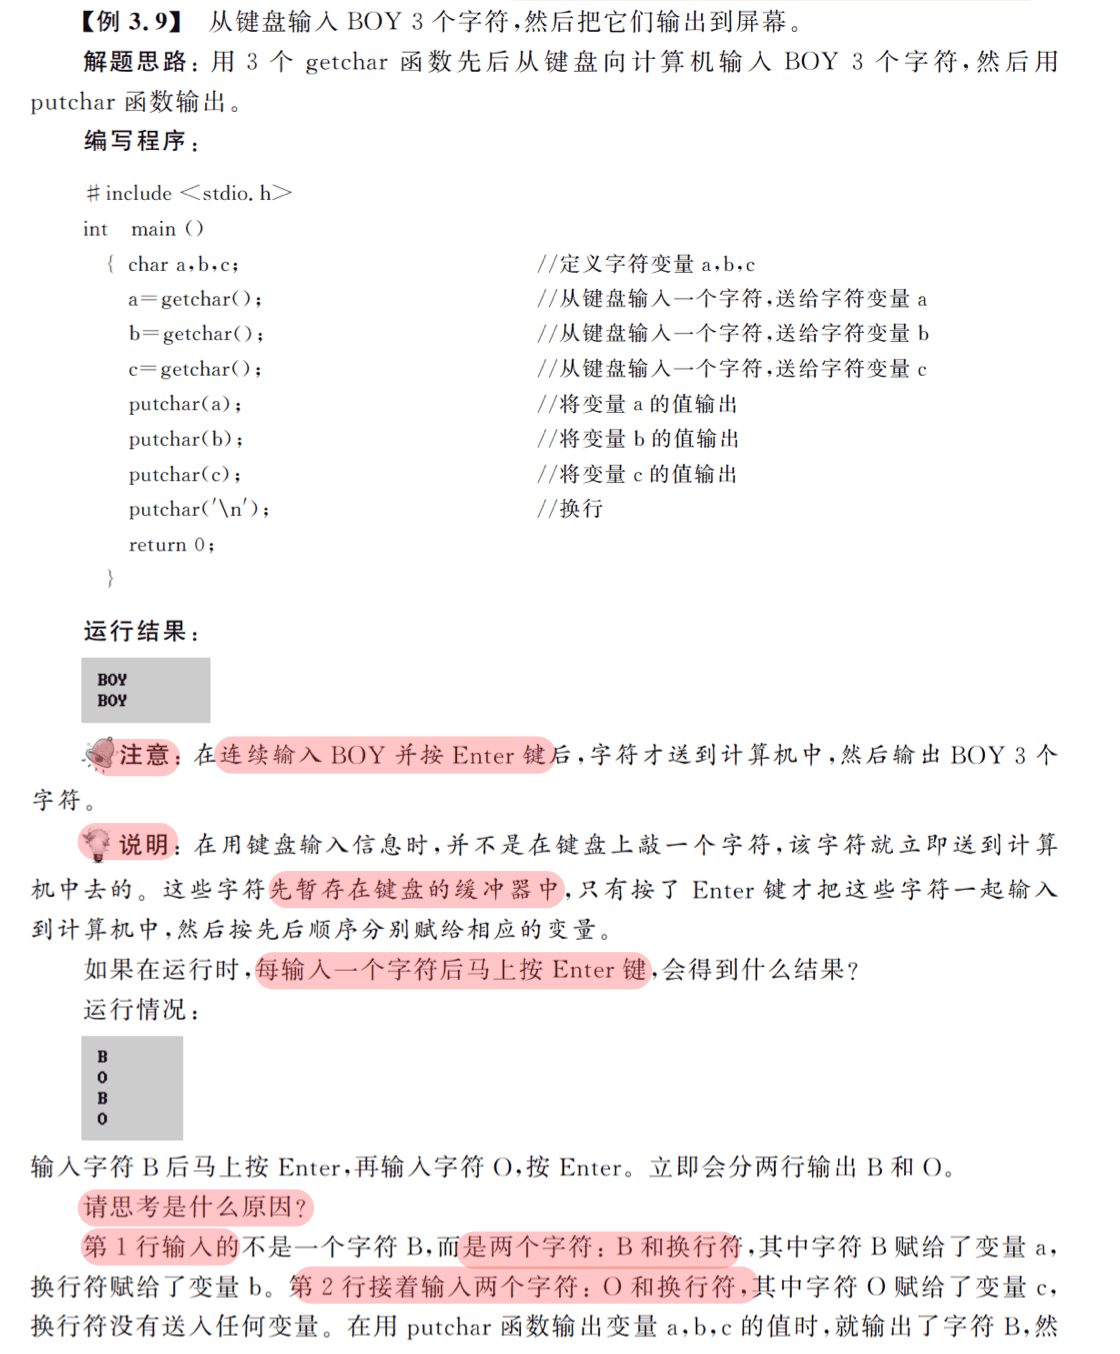 【例 3.9】 从键盘输入 BOY 3 个字符,然后把它们输出到屏幕。
解题思路: 用 3 个 getchar 函数先后从键盘向计算机输入 BOY 3 个字符,然后用
putchar 函数输出。
编写程序:
#include <stdio.h>
int main ()
{ char a,b,c; //定义字符变量 a,b,c
a=getchar(); //从键盘输入一个字符,送给字符变量 a
b=getchar(); //从键盘输入一个字符,送给字符变量 b
c=getchar(); //从键盘输入一个字符,送给字符变量 c
putchar(a); //将变量 a 的值输出
putchar(b); //将变量 b 的值输出
putchar(c); //将变量 c 的值输出
putchar('\n'); //换行
return 0;
}
运行结果:
BOY
BOY
注意: 在连续输入 BOY 并按 Enter 键后,字符才送到计算机中,然后输出 BOY 3 个
字符。
说明: 在用键盘输入信息时,并不是在键盘上敲一个字符,该字符就立即送到计算
机中去的。这些字符先暂存在键盘的缓冲器中,只有按了 Enter 键才把这些字符一起输入
到计算机中,然后按先后顺序分别赋给相应的变量。
如果在运行时,每输入一个字符后马上按 Enter 键,会得到什么结果?
运行情况:
B
O
B
O
输入字符 B 后马上按 Enter,再输入字符 O,按 Enter。立即会分两行输出 B 和 O。
请思考是什么原因?
第 1 行输入的不是一个字符 B,而是两个字符: B 和换行符,其中字符 B 赋给了变量 a,
换行符赋给了变量 b。第 2 行接着输入两个字符: O 和换行符,其中字符 O 赋给了变量 c,
换行符没有送入任何变量。在用 putchar 函数输出变量 a,b,c 的值时,就输出了字符 B,然